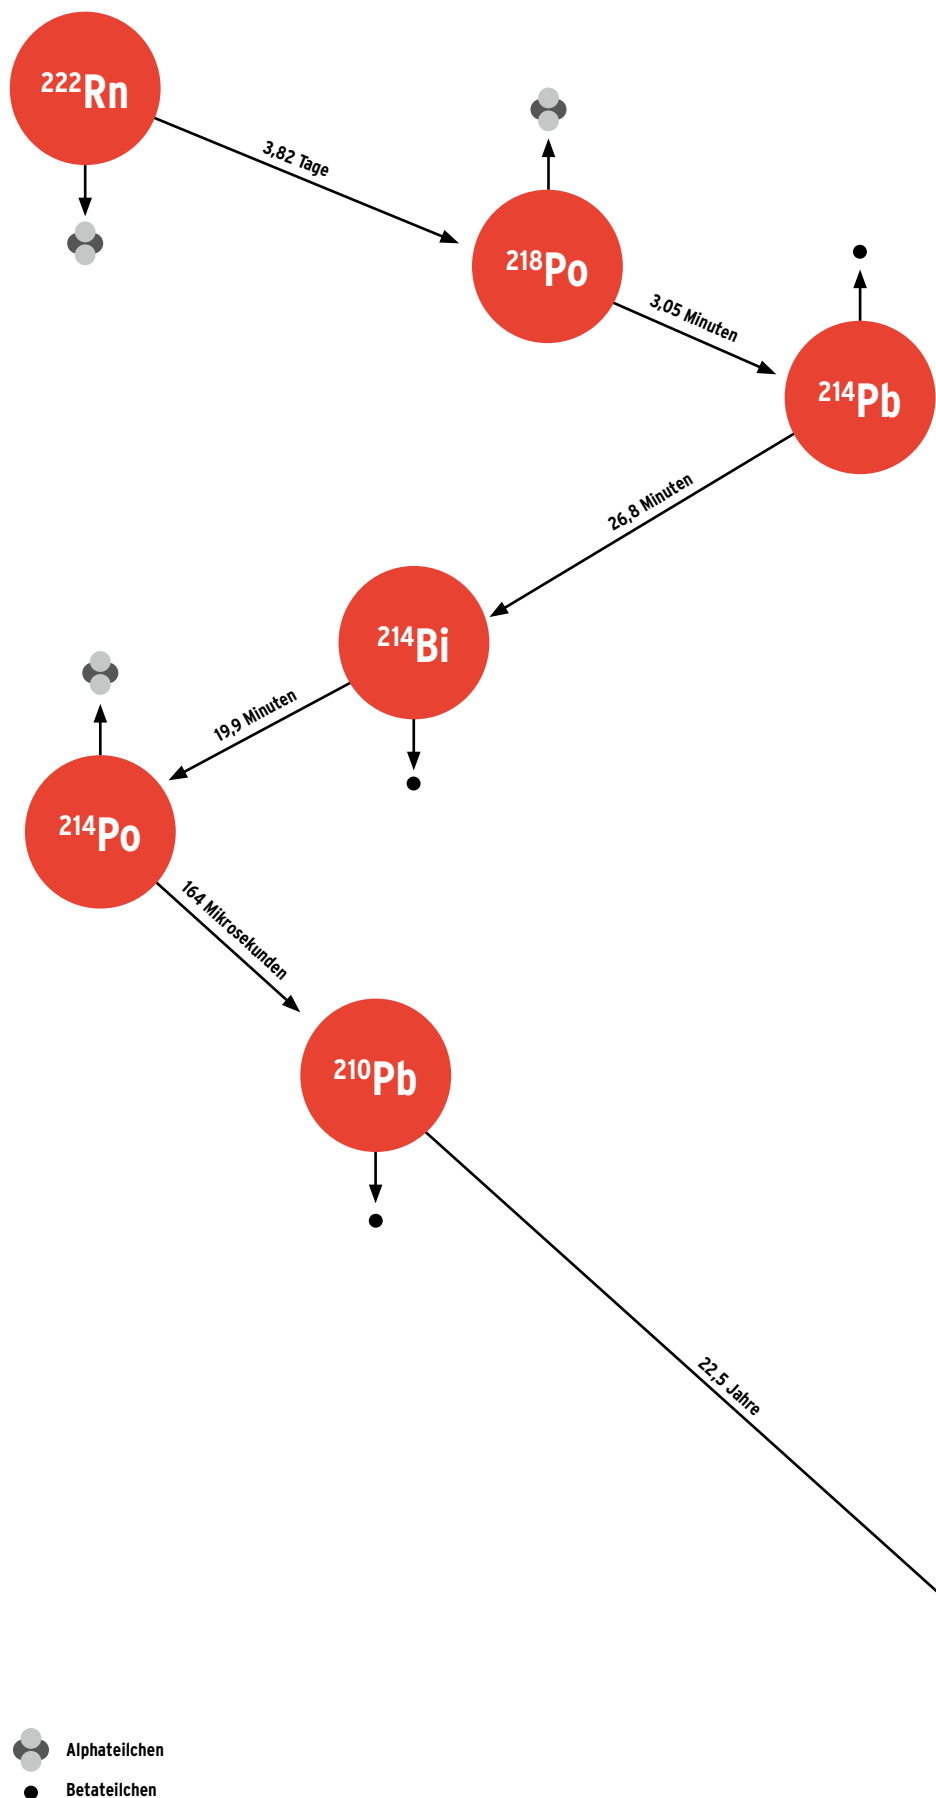 ²²²Rn
3,82 Tage
²¹⁸Po
3,05 Minuten
²¹⁴Pb
26,8 Minuten
²¹⁴Bi
19,9 Minuten
²¹⁴Po
164 Mikrosekunden
²¹⁰Pb
22,5 Jahre
Alphateilchen
Betateilchen